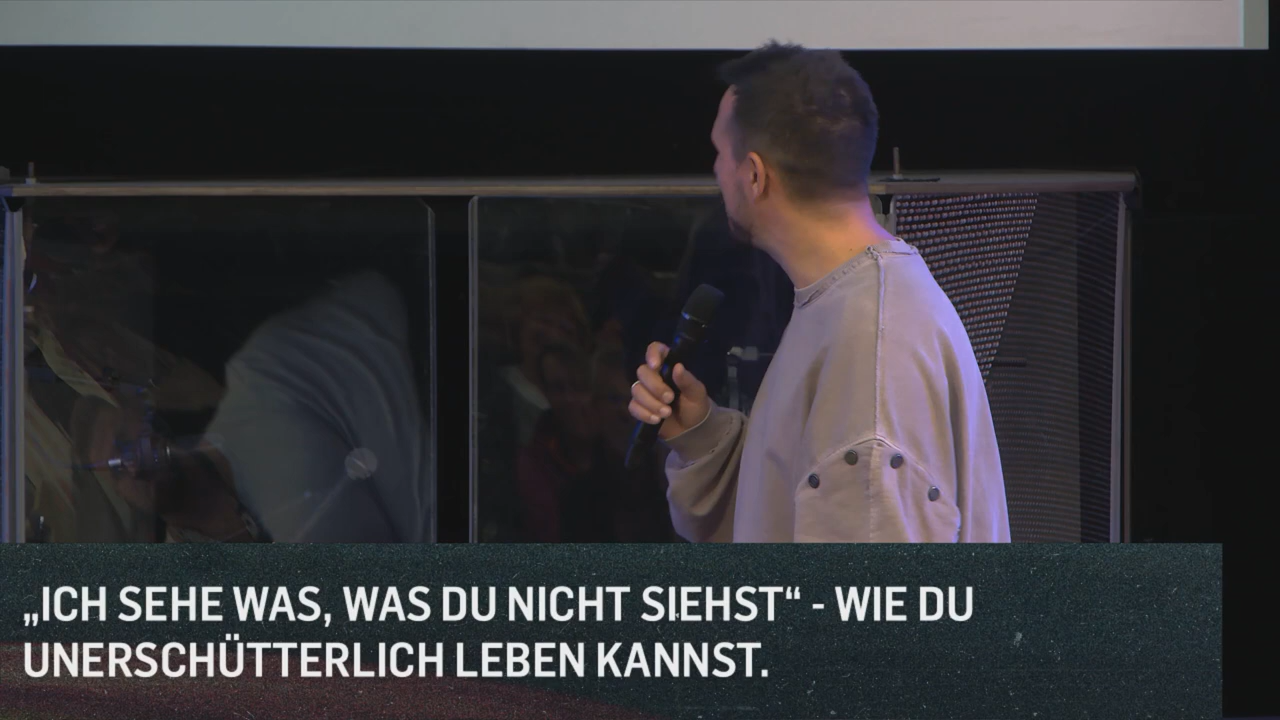 „ICH SEHE WAS, WAS DU NICHT SIEHST“ - WIE DU
UNERSCHÜTTERLICH LEBEN KANNST.